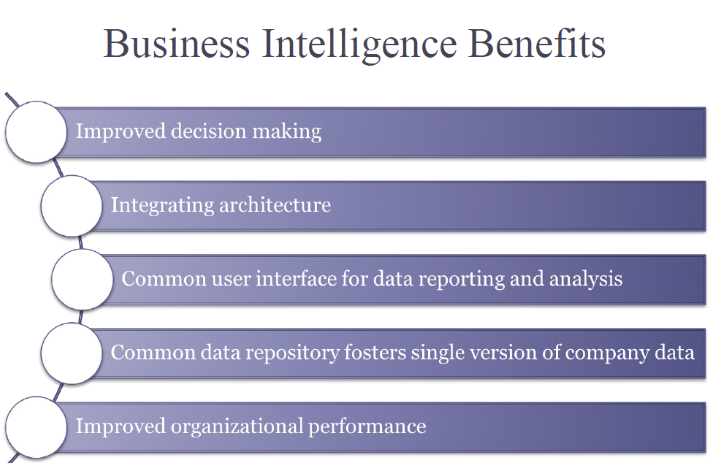 Business Intelligence Benefits
Improved decision making
Integrating architecture
Common user interface for data reporting and analysis
Common data repository fosters single version of company data
Improved organizational performance